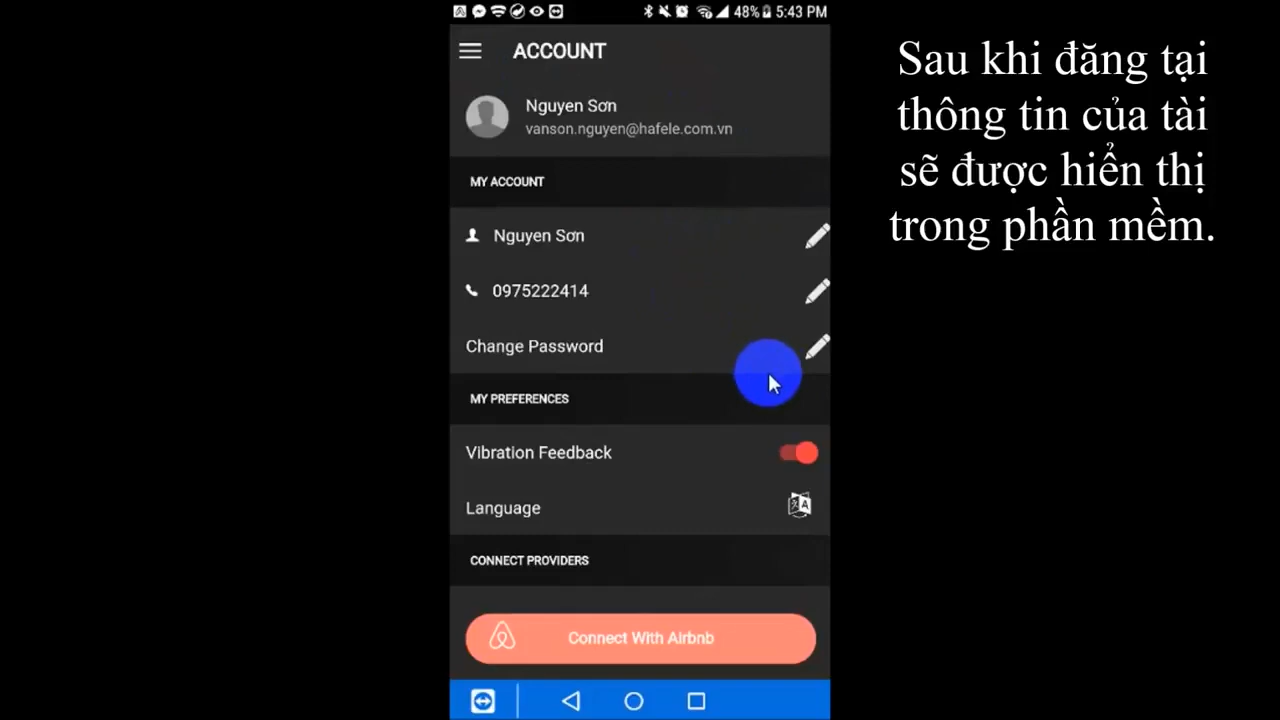 48% 5:43 PM
ACCOUNT
Nguyen Sơn
vanson.nguyen@hafele.com.vn
MY ACCOUNT
Nguyen Sơn
0975222414
Change Password
MY PREFERENCES
Vibration Feedback
Language
CONNECT PROVIDERS
Connect With Airbnb
Sau khi đăng tại
thông tin của tài
sẽ được hiển thị
trong phần mềm.